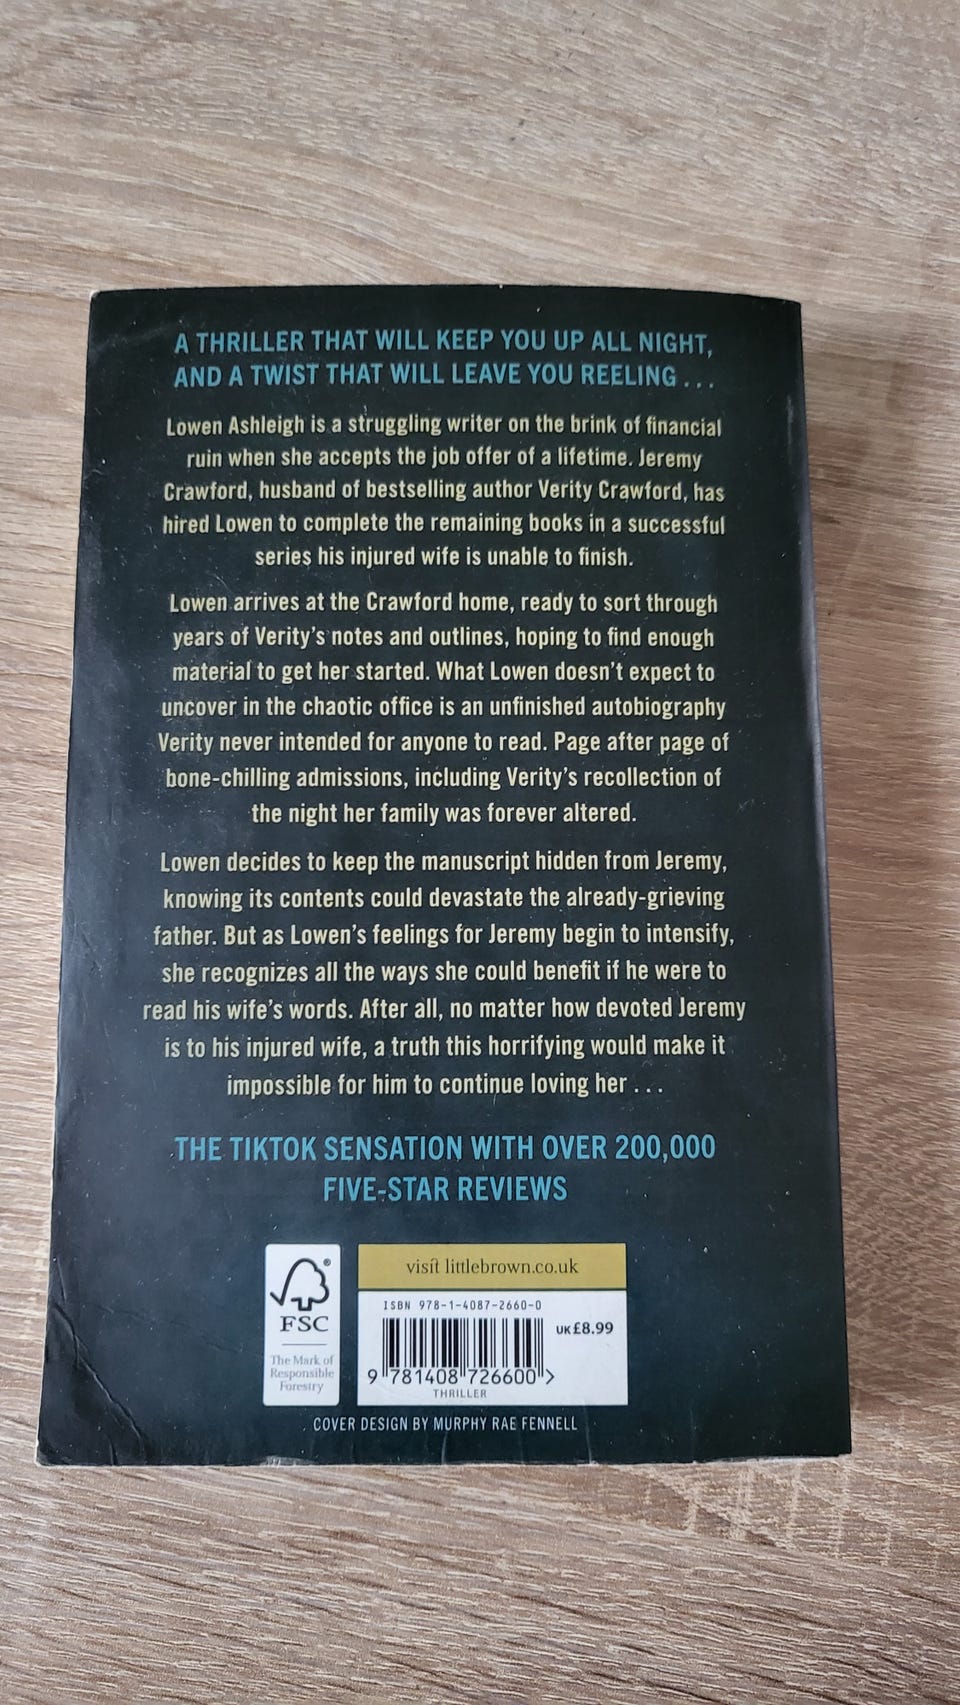 A THRILLER THAT WILL KEEP YOU UP ALL NIGHT,
AND A TWIST THAT WILL LEAVE YOU REELING . . .
Lowen Ashleigh is a struggling writer on the brink of financial
ruin when she accepts the job offer of a lifetime. Jeremy
Crawford, husband of bestselling author Verity Crawford, has
hired Lowen to complete the remaining books in a successful
series his injured wife is unable to finish.
Lowen arrives at the Crawford home, ready to sort through
years of Verity’s notes and outlines, hoping to find enough
material to get her started. What Lowen doesn’t expect to
uncover in the chaotic office is an unfinished autobiography
Verity never intended for anyone to read. Page after page of
bone-chilling admissions, including Verity’s recollection of
the night her family was forever altered.
Lowen decides to keep the manuscript hidden from Jeremy,
knowing its contents could devastate the already-grieving
father. But as Lowen’s feelings for Jeremy begin to intensify,
she recognizes all the ways she could benefit if he were to
read his wife’s words. After all, no matter how devoted Jeremy
is to his injured wife, a truth this horrifying would make it
impossible for him to continue loving her . . .
THE TIKTOK SENSATION WITH OVER 200,000
FIVE-STAR REVIEWS
®
FSC
The Mark of
Responsible
Forestry
visit littlebrown.co.uk
ISBN 978-1-4087-2660-0
UK£8.99
9 781408 726600 >
THRILLER
COVER DESIGN BY MURPHY RAE FENNELL